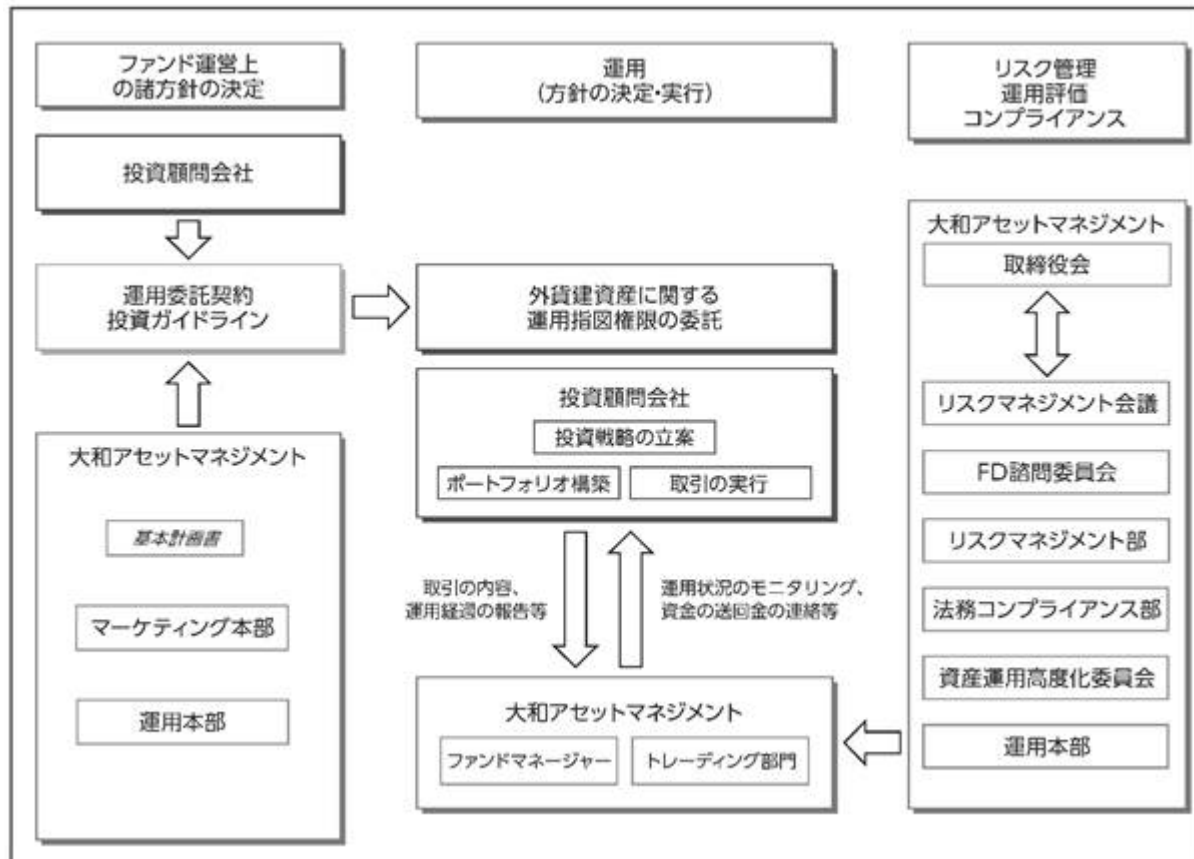 ファンド運営上
の諸方針の決定
投資顧問会社
運用委託契約
投資ガイドライン
大和アセットマネジメント
基本計画書
マーケティング本部
運用本部
運用
(方針の決定・実行)
外貨建資産に関する
運用指図権限の委託
投資顧問会社
投資戦略の立案
ポートフォリオ構築
取引の実行
取引の内容、
運用経過の報告等
運用状況のモニタリング、
資金の送回金の連絡等
大和アセットマネジメント
ファンドマネージャー
トレーディング部門
リスク管理
運用評価
コンプライアンス
大和アセットマネジメント
取締役会
リスクマネジメント会議
FD諮問委員会
リスクマネジメント部
法務コンプライアンス部
資産運用高度化委員会
運用本部